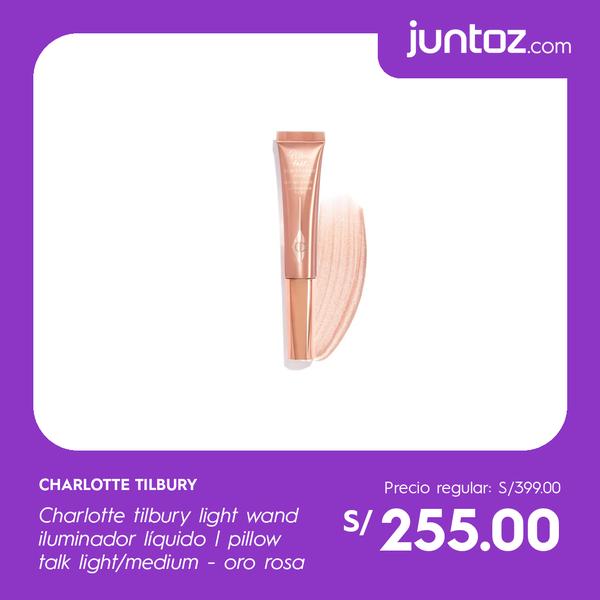 juntoz.com
CHARLOTTE TILBURY
Charlotte tilbury light wand
iluminador líquido | pillow
talk light/medium - oro rosa
Precio regular: S/399.00
S/255.00